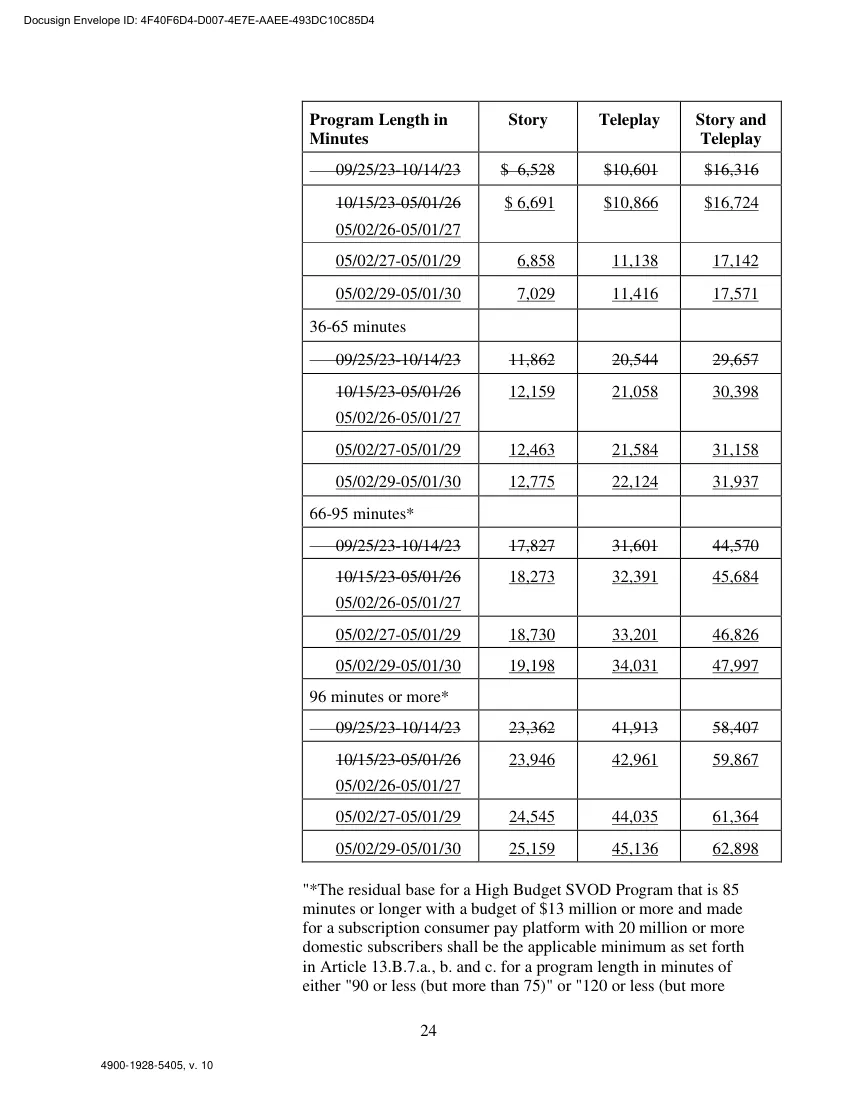 Docusign Envelope ID: 4F40F6D4-D007-4E7E-AAEE-493DC10C85D4
Program Length in Minutes Story Teleplay Story and Teleplay
09/25/23-10/14/23 $ 6,528 $10,601 $16,316
10/15/23-05/01/26 $ 6,691 $10,866 $16,724
05/02/26-05/01/27
05/02/27-05/01/29 6,858 11,138 17,142
05/02/29-05/01/30 7,029 11,416 17,571
36-65 minutes
09/25/23-10/14/23 11,862 20,544 29,657
10/15/23-05/01/26 12,159 21,058 30,398
05/02/26-05/01/27
05/02/27-05/01/29 12,463 21,584 31,158
05/02/29-05/01/30 12,775 22,124 31,937
66-95 minutes*
09/25/23-10/14/23 17,827 31,601 44,570
10/15/23-05/01/26 18,273 32,391 45,684
05/02/26-05/01/27
05/02/27-05/01/29 18,730 33,201 46,826
05/02/29-05/01/30 19,198 34,031 47,997
96 minutes or more*
09/25/23-10/14/23 23,362 41,913 58,407
10/15/23-05/01/26 23,946 42,961 59,867
05/02/26-05/01/27
05/02/27-05/01/29 24,545 44,035 61,364
05/02/29-05/01/30 25,159 45,136 62,898
"*The residual base for a High Budget SVOD Program that is 85
minutes or longer with a budget of $13 million or more and made
for a subscription consumer pay platform with 20 million or more
domestic subscribers shall be the applicable minimum as set forth
in Article 13.B.7.a., b. and c. for a program length in minutes of
either "90 or less (but more than 75)" or "120 or less (but more
24
4900-1928-5405, v. 10